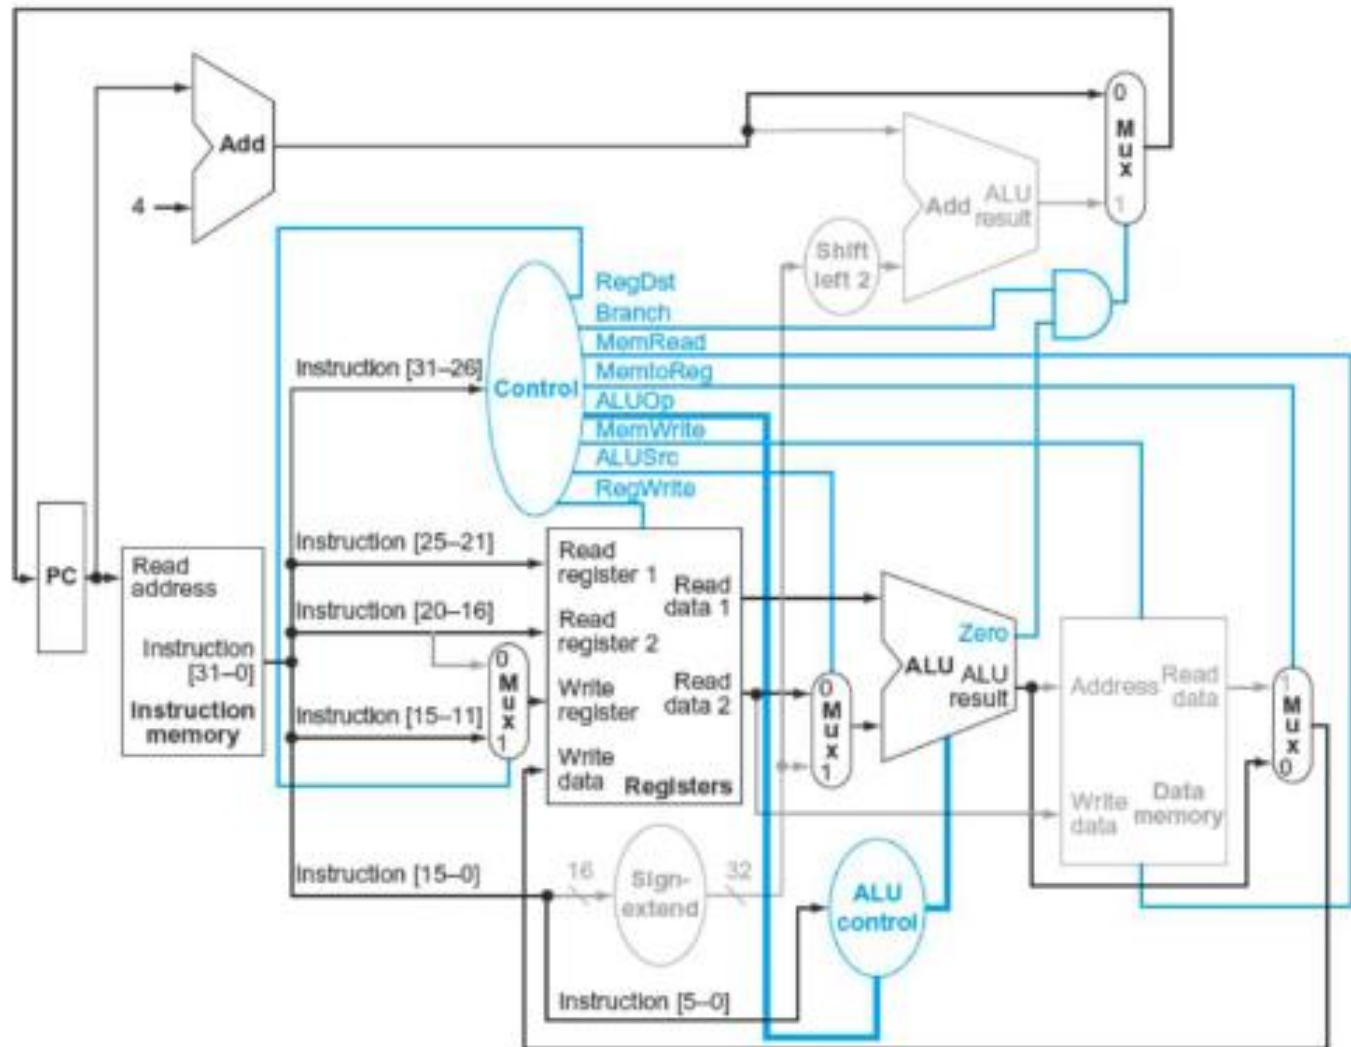 0
M
u
x
1
Add
4
Add
ALU
result
Shift
left 2
RegDst
Branch
MemRead
MemtoReg
ALUOp
MemWrite
ALUSrc
RegWrite
Control
Instruction [31–26]
PC
Read
address
Instruction
[31–0]
Instruction
memory
Instruction [25–21]
Instruction [20–16]
Instruction [15–11]
0
M
u
x
1
Read
register 1
Read
register 2
Write
register
Write
data
Read
data 1
Read
data 2
Registers
0
M
u
x
1
Zero
ALU
ALU
result
Address
Read
data
Write
data
Data
memory
1
M
u
x
0
Instruction [15–0]
16
Sign-
extend
32
ALU
control
Instruction [5–0]